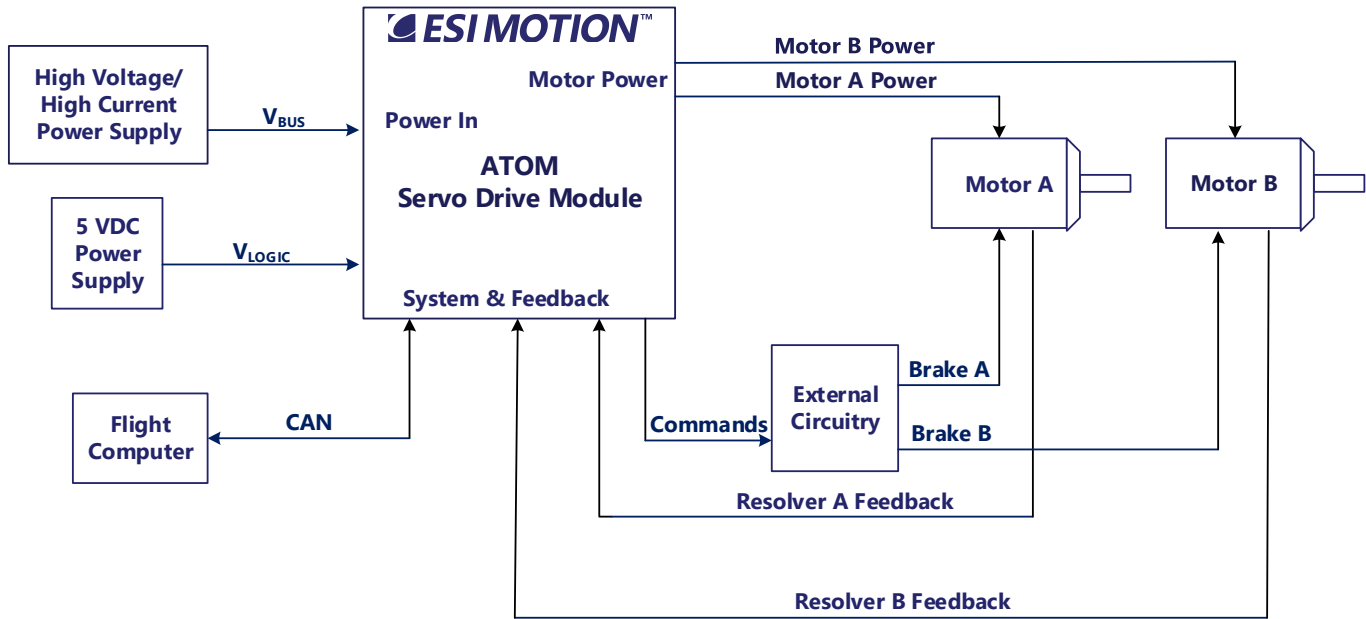 ESI MOTION™
Motor B Power
High Voltage/
High Current
Power Supply
Motor Power
Motor A Power
VBUS
Power In
ATOM
Servo Drive Module
Motor A
Motor B
5 VDC
Power
Supply
VLOGIC
System & Feedback
Brake A
External
Circuitry
Flight
Computer
CAN
Commands
Brake B
Resolver A Feedback
Resolver B Feedback